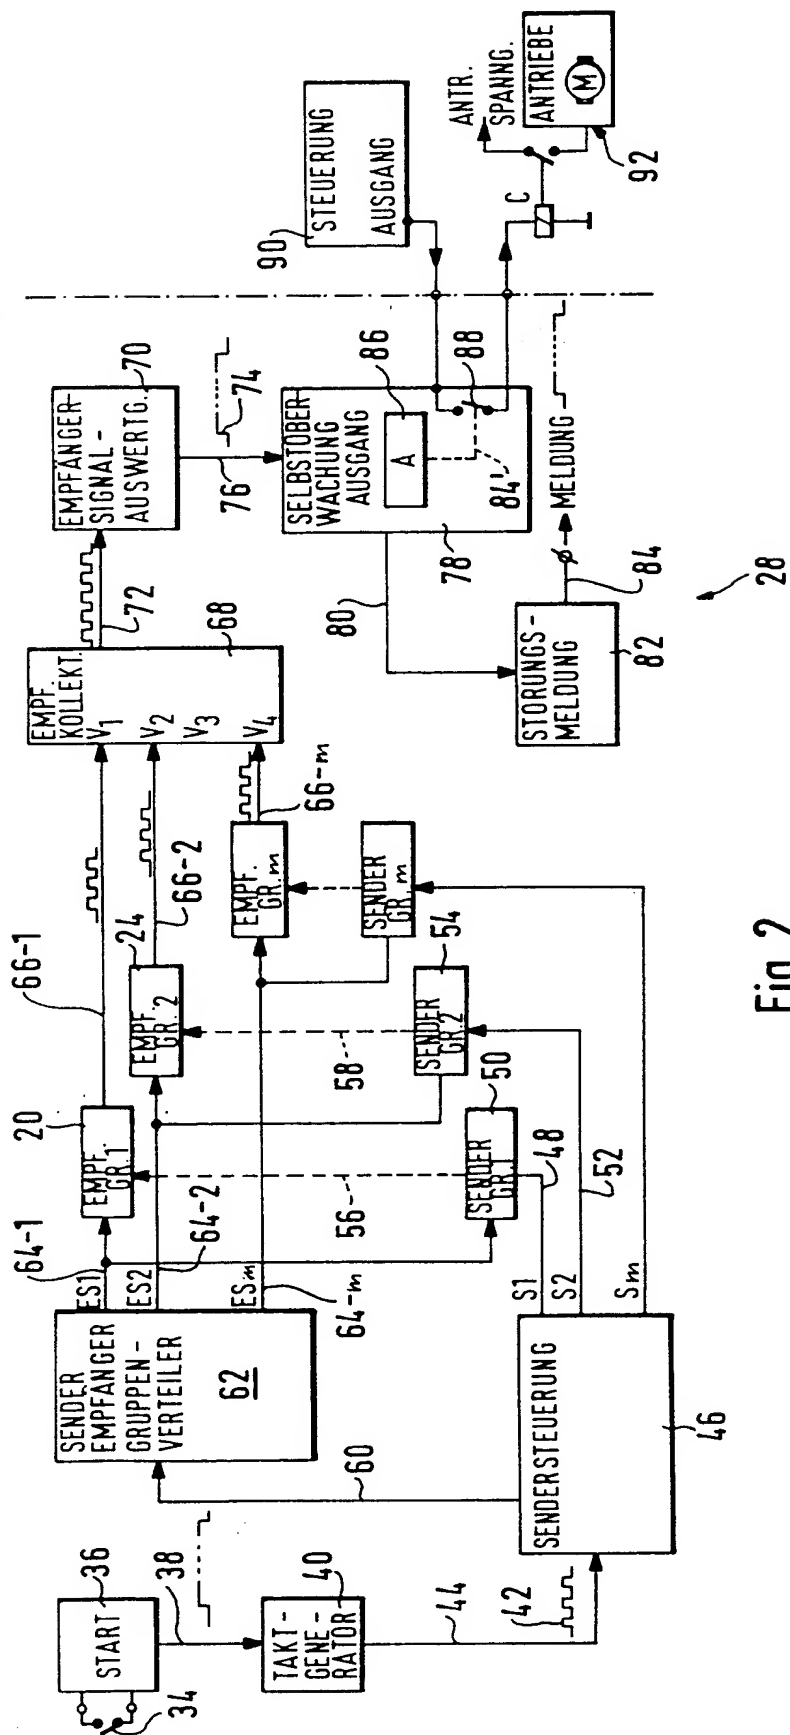 34
START
36
38
TAKT-
GENE-
RATOR
40
44
42
SENDERSTEUERUNG
46
60
SENDER
EMPFÄNGER
GRUPPEN-
VERTEILER
62
ES1
ES2
ESm
64-1
64-2
64-m
S1
S2
Sm
48
52
EMPF.
GR.1
20
SENDER
GR.1
50
56
EMPF.
GR.2
24
SENDER
GR.2
54
58
EMPF.
GR.m
SENDER
GR.m
66-1
66-2
66-m
EMPF.
KOLLEKT.
V1
V2
V3
V4
68
72
EMPFÄNGER-
SIGNAL-
AUSWERTG.
70
74
76
SELBSTÜBER-
WACHUNG
AUSGANG
A
86
88
84'
78
80
STÖRUNGS-
MELDUNG
82
84
MELDUNG
28
STEUERUNG
AUSGANG
90
C
ANTR.
SPANNG.
ANTRIEBE
M
92
Fig. 2